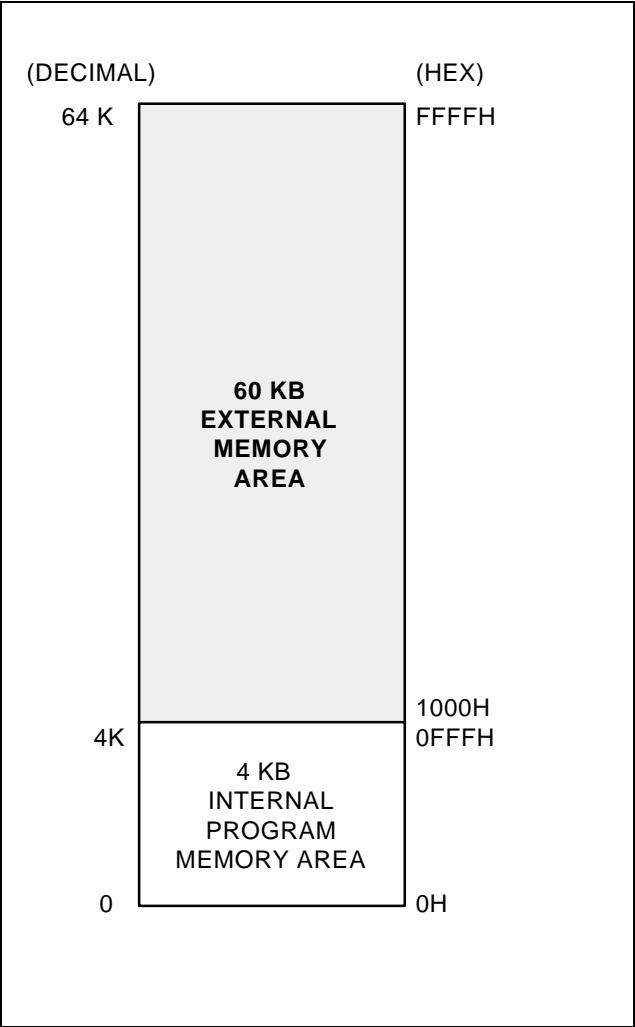 (DECIMAL) (HEX)
64 K FFFFH
60 KB
EXTERNAL
MEMORY
AREA
1000H
4K 0FFFH
4 KB
INTERNAL
PROGRAM
MEMORY AREA
0 0H